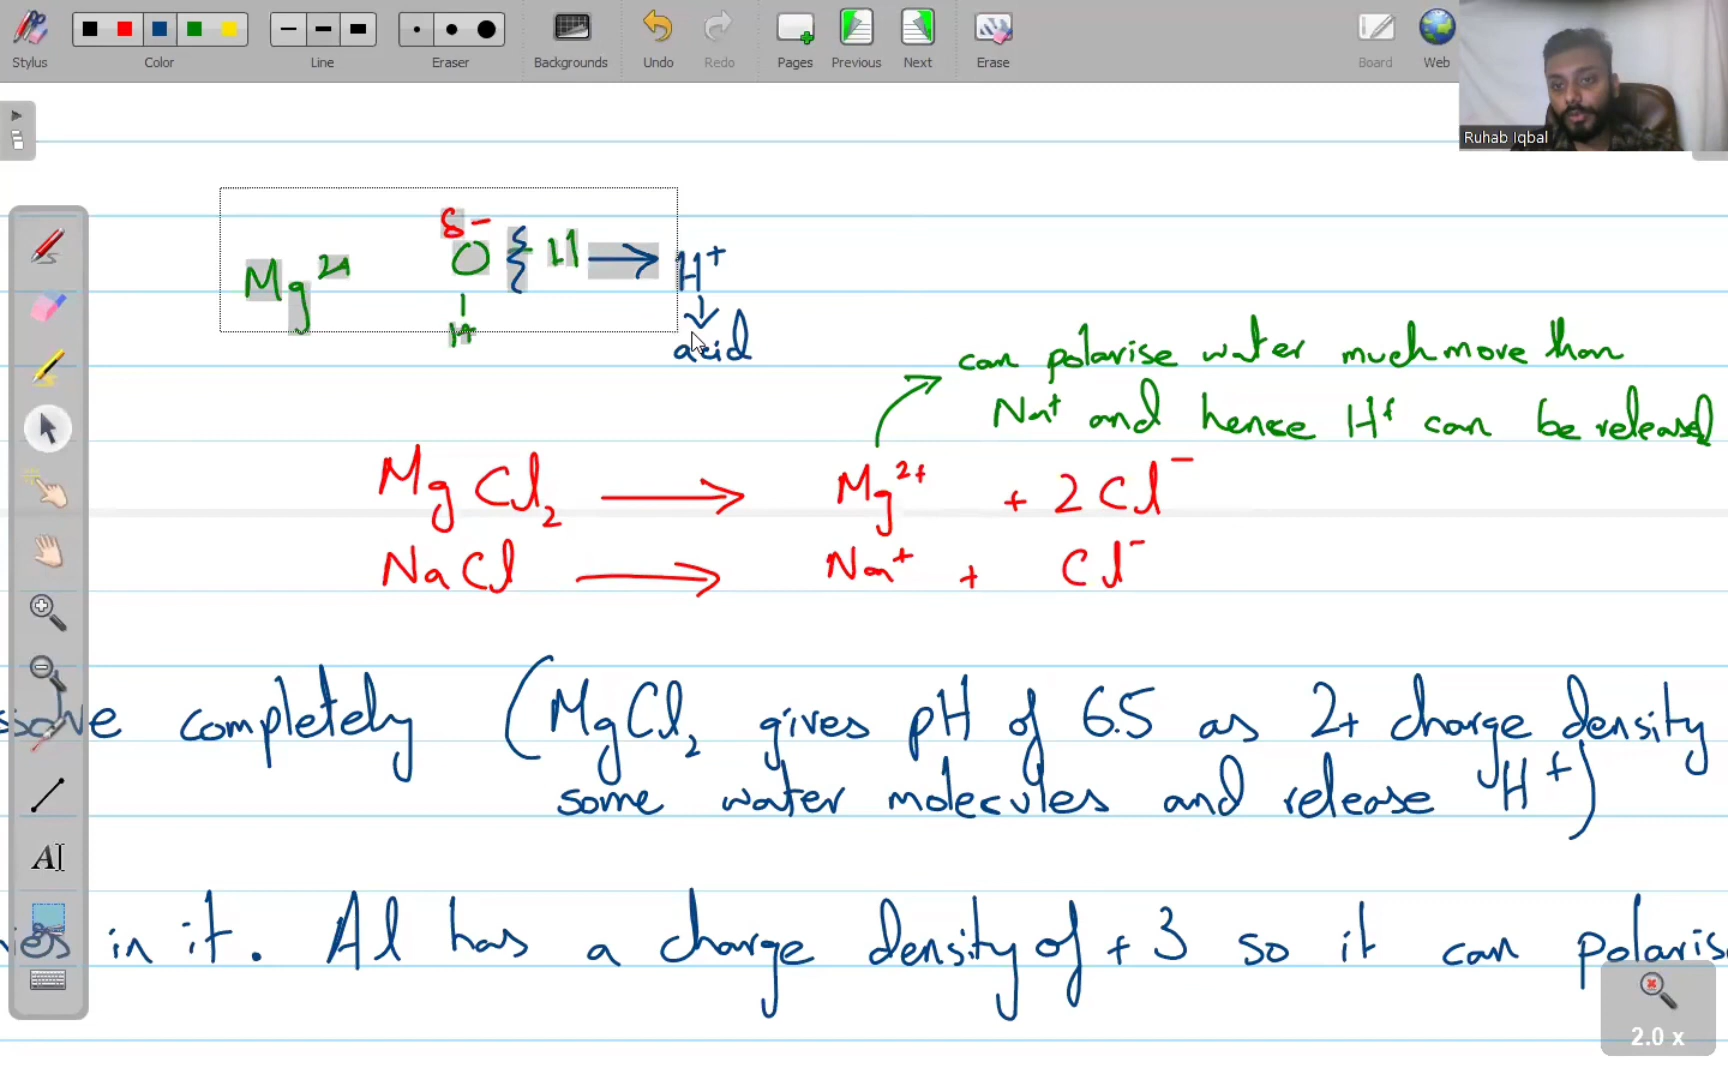 Stylus Color Line Eraser Backgrounds Undo Redo Pages Previous Next Erase Board Web
Ruhab Iqbal
δ-
Mg2+ O H → H+
H
acid
can polarise water much more than
Na+ and hence H+ can be released
MgCl2 → Mg2+ + 2Cl-
NaCl → Na+ + Cl-
completely (MgCl2 gives pH of 6.5 as 2+ charge density
some water molecules and release H+)
in it. Al has a charge density of +3 so it can polaris
2.0 x